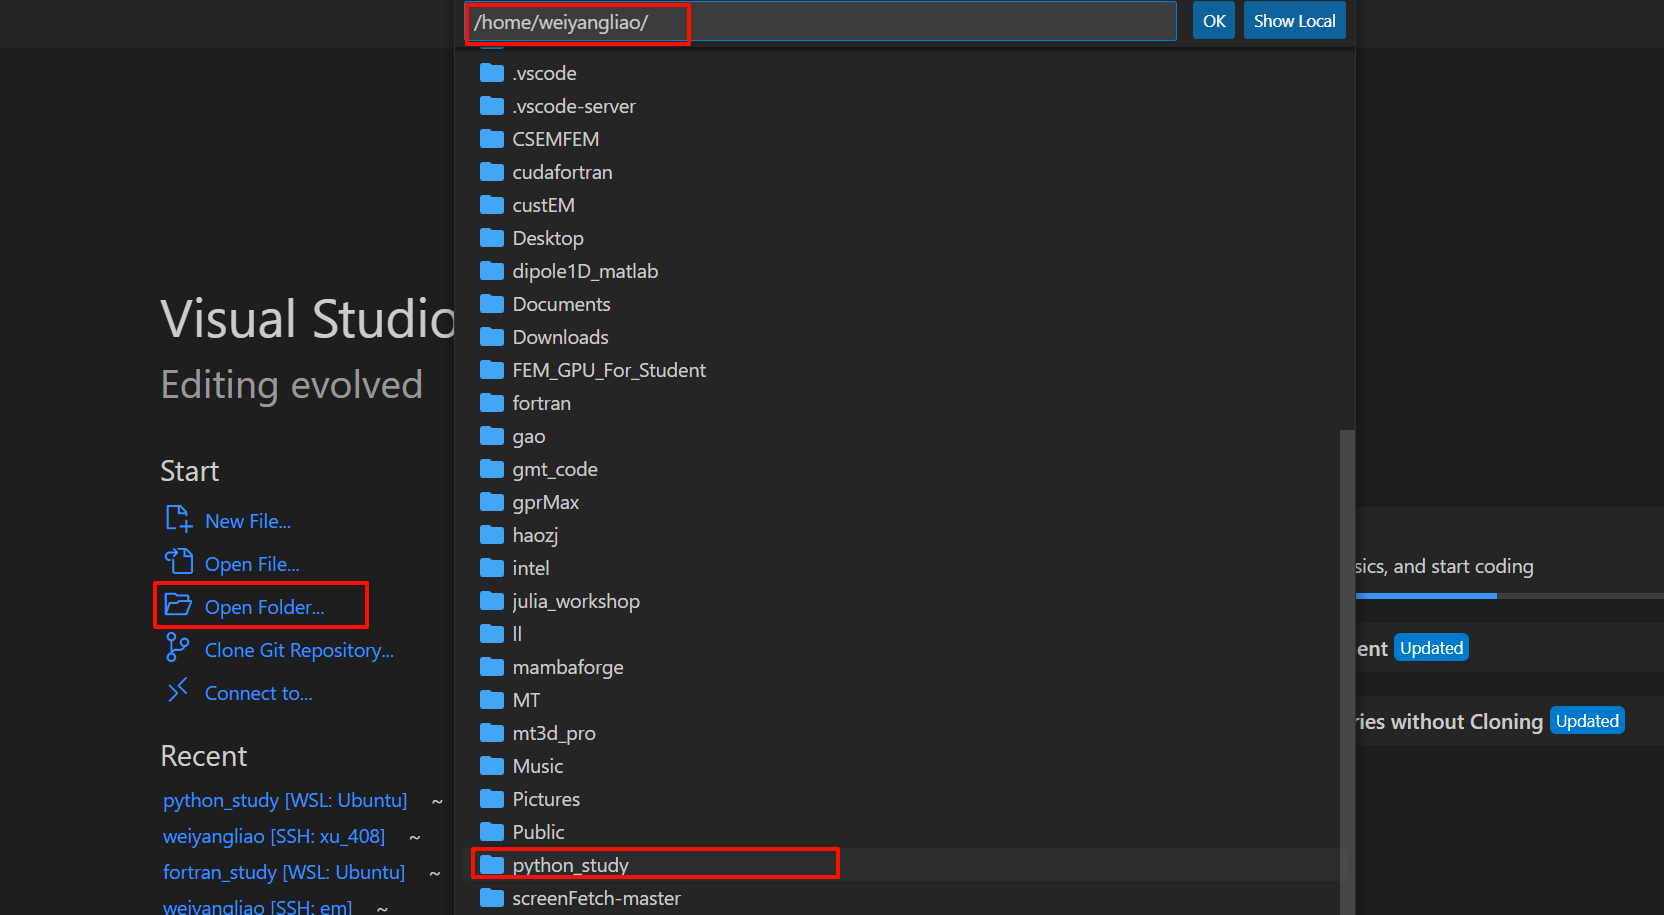 /home/weiyangliao/
OK
Show Local
.vscode
.vscode-server
CSEMFEM
cudafortran
custEM
Desktop
dipole1D_matlab
Documents
Downloads
FEM_GPU_For_Student
fortran
gao
gmt_code
gprMax
haozj
intel
julia_workshop
ll
mambaforge
MT
mt3d_pro
Music
Pictures
Public
python_study
screenFetch-master
Visual Studio
Editing evolved
Start
New File...
Open File...
Open Folder...
Clone Git Repository...
Connect to...
Recent
python_study [WSL: Ubuntu] ~
weiyangliao [SSH: xu_408] ~
fortran_study [WSL: Ubuntu] ~
weiyangliao [SSH: em] ~
sics, and start coding
ent Updated
ries without Cloning Updated